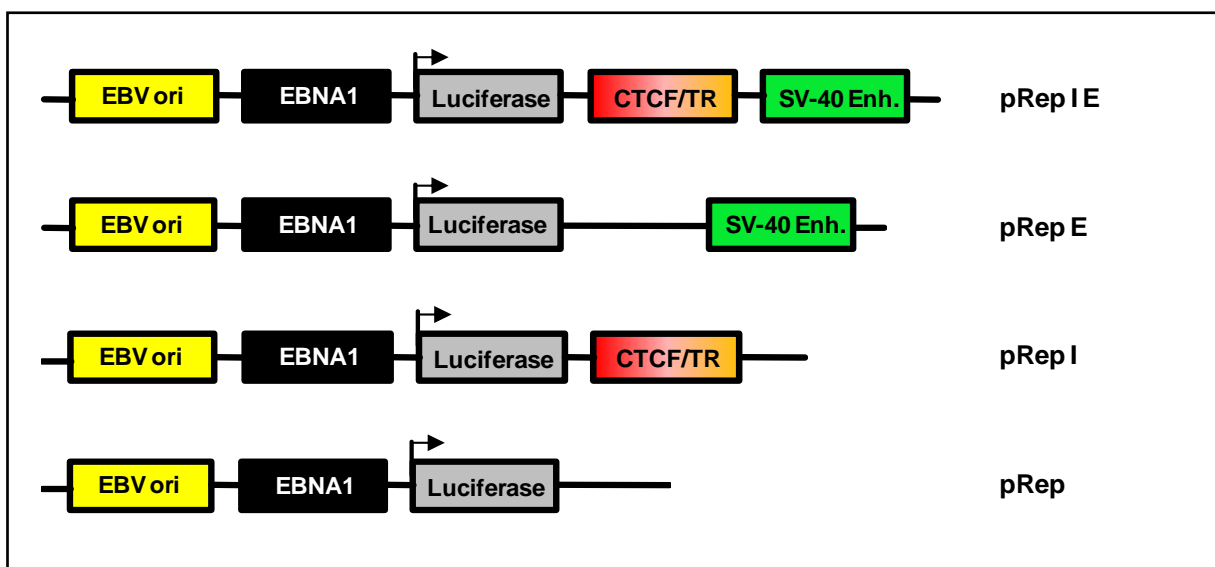 EBV ori EBNA1 Luciferase CTCF/TR SV-40 Enh. pRep I E
EBV ori EBNA1 Luciferase SV-40 Enh. pRep E
EBV ori EBNA1 Luciferase CTCF/TR pRep I
EBV ori EBNA1 Luciferase pRep